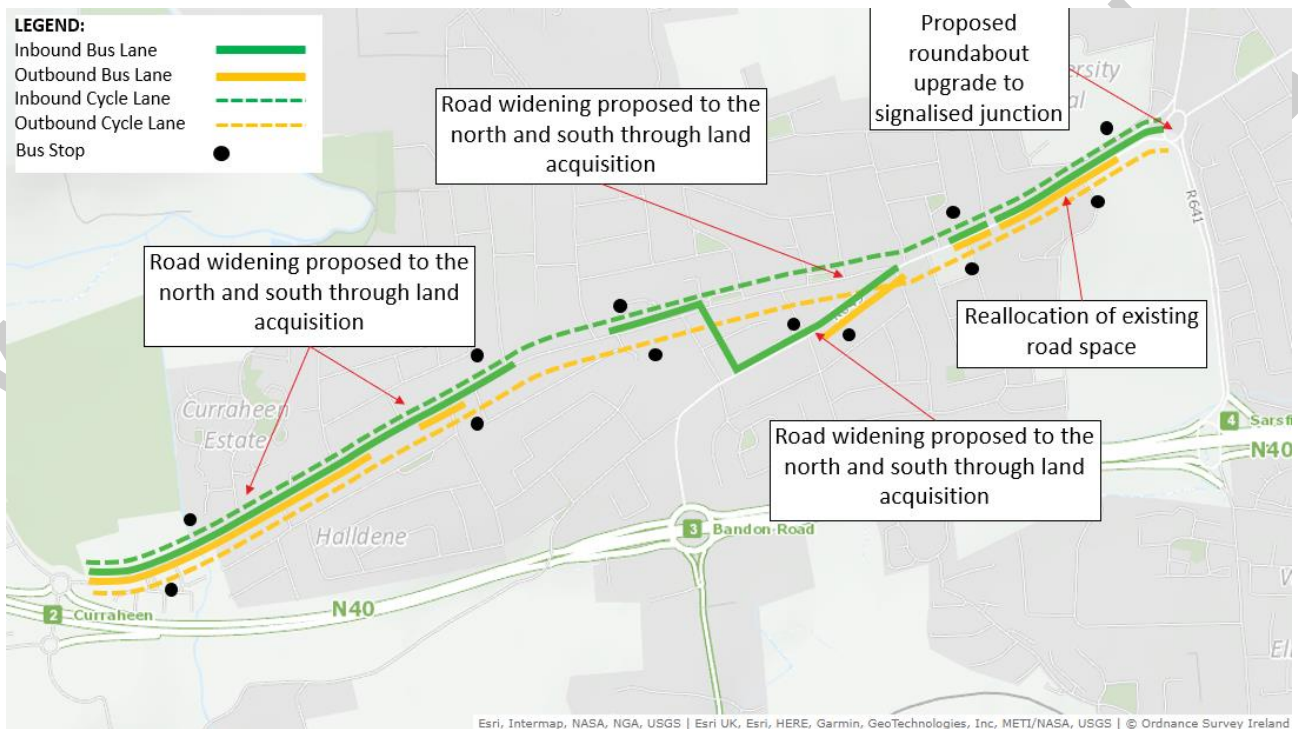 LEGEND:
Inbound Bus Lane
Outbound Bus Lane
Inbound Cycle Lane
Outbound Cycle Lane
Bus Stop
Proposed
roundabout
upgrade to
signalised junction
Road widening proposed to the
north and south through land
acquisition
R641
Road widening proposed to the
north and south through land
acquisition
Reallocation of existing
road space
Curraheen
Estate
Road widening proposed to the
north and south through land
acquisition
4 Sarsf
N40
Halldene
3 Bandon Road
N40
2 Curraheen
Esri, Intermap, NASA, NGA, USGS | Esri UK, Esri, HERE, Garmin, GeoTechnologies, Inc, METI/NASA, USGS | © Ordnance Survey Ireland